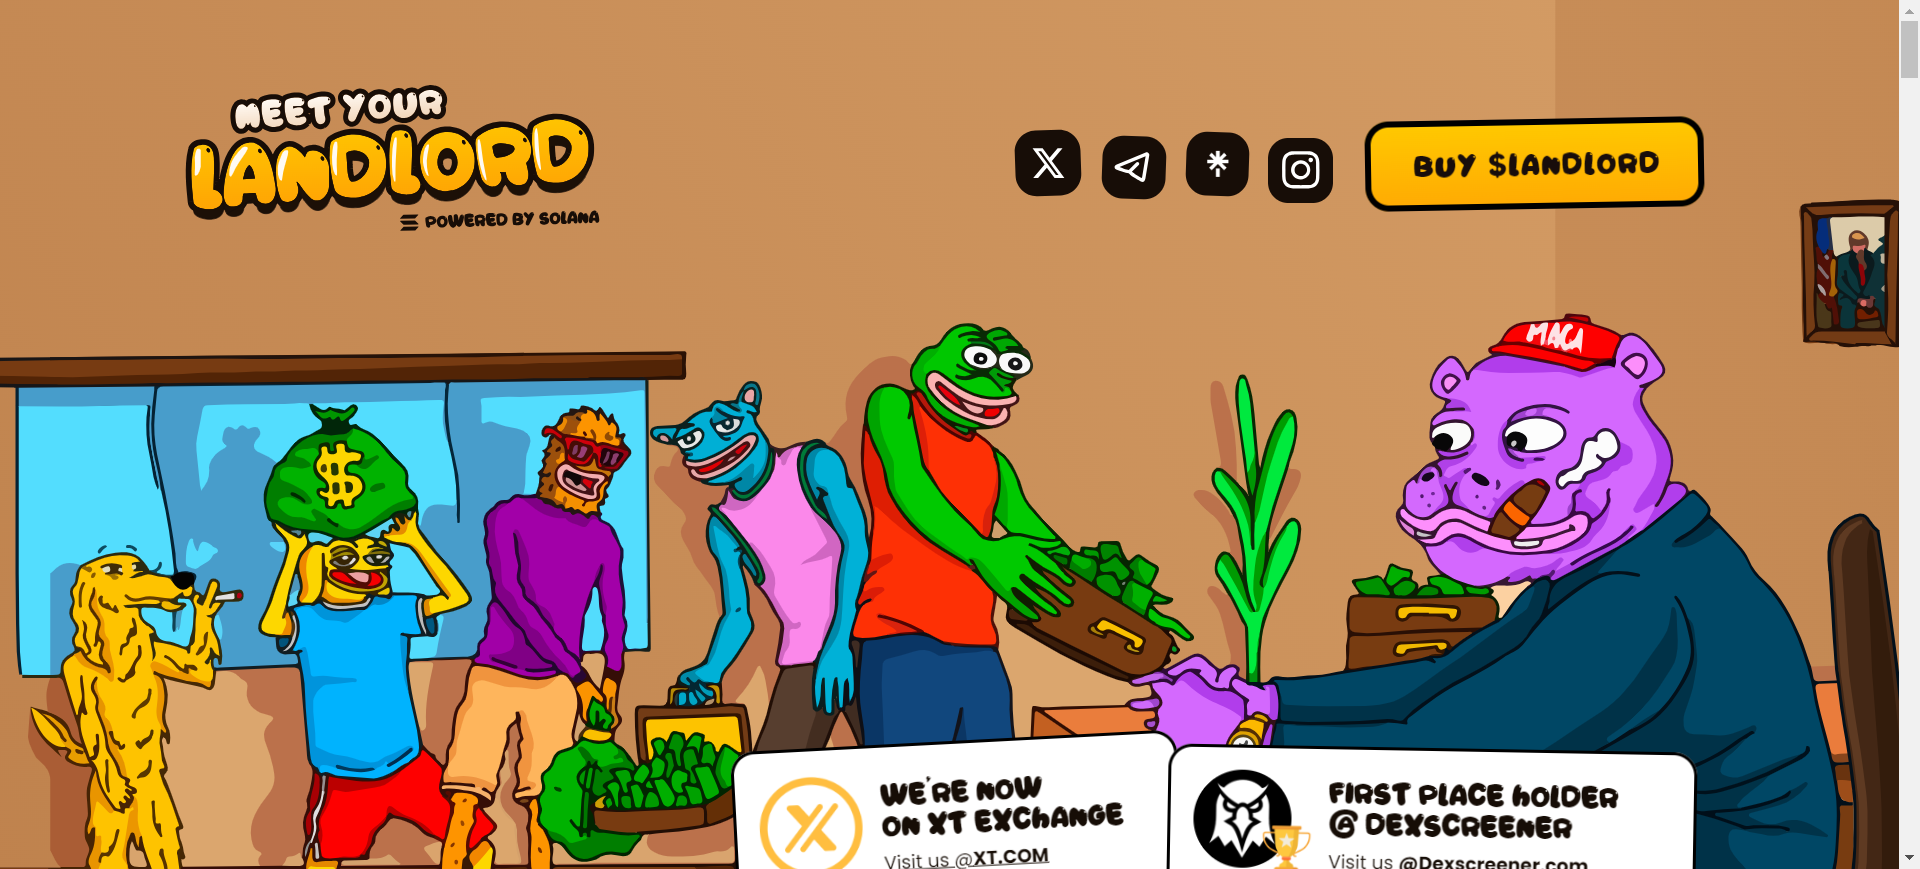 MEET YOUR
LANDLORD
POWERED BY SOLANA
BUY $LANDLORD
MAGA
$
WE'RE NOW
ON XT EXCHANGE
Visit us @XT.COM
FIRST PLACE HOLDER
@ DEXSCREENER
Visit us @Dexscreener.com